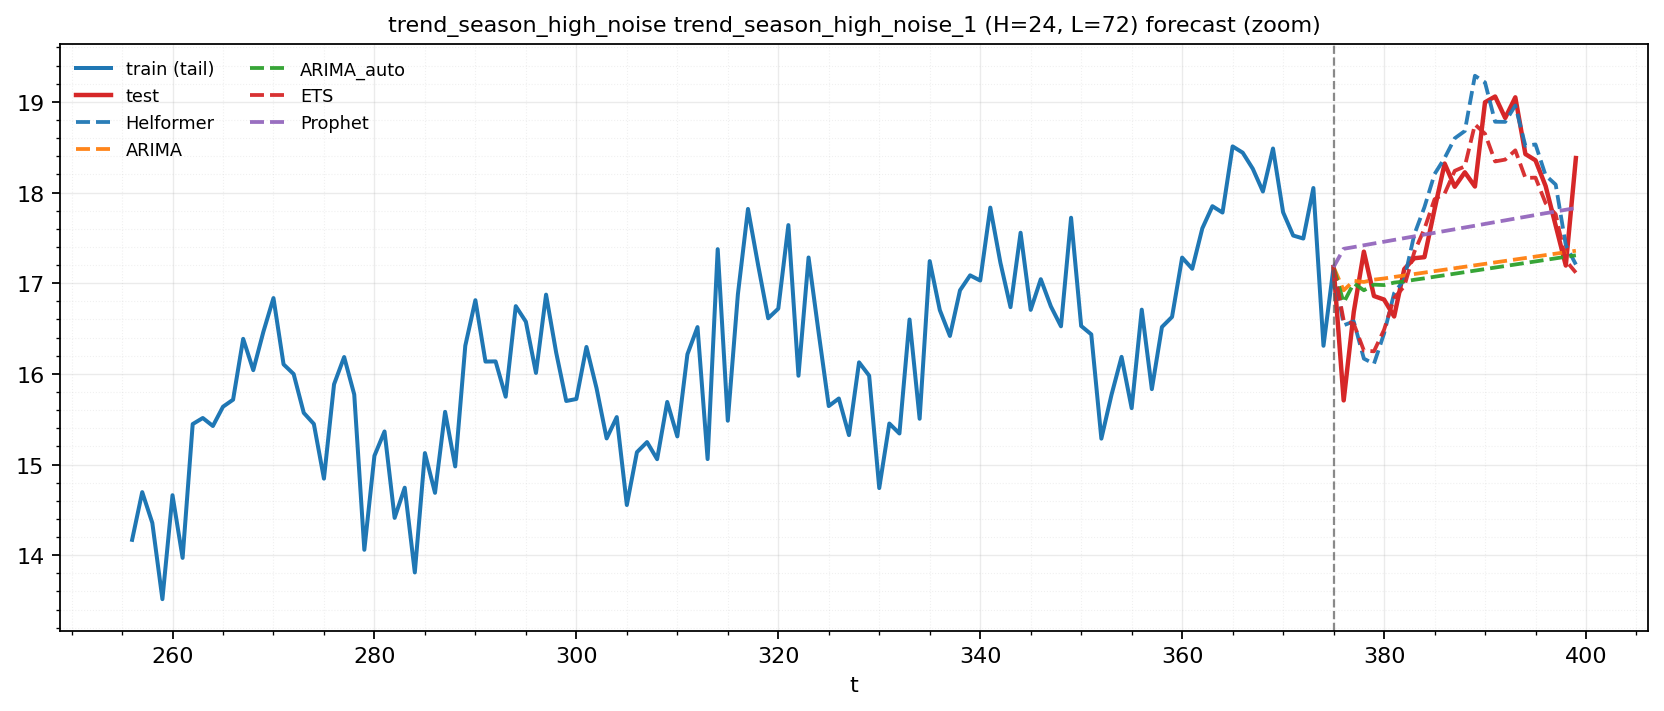 trend_season_high_noise trend_season_high_noise_1 (H=24, L=72) forecast (zoom)
train (tail)
test
Helformer
ARIMA
ARIMA_auto
ETS
Prophet
19
18
17
16
15
14
260 280 300 320 340 360 380 400
t